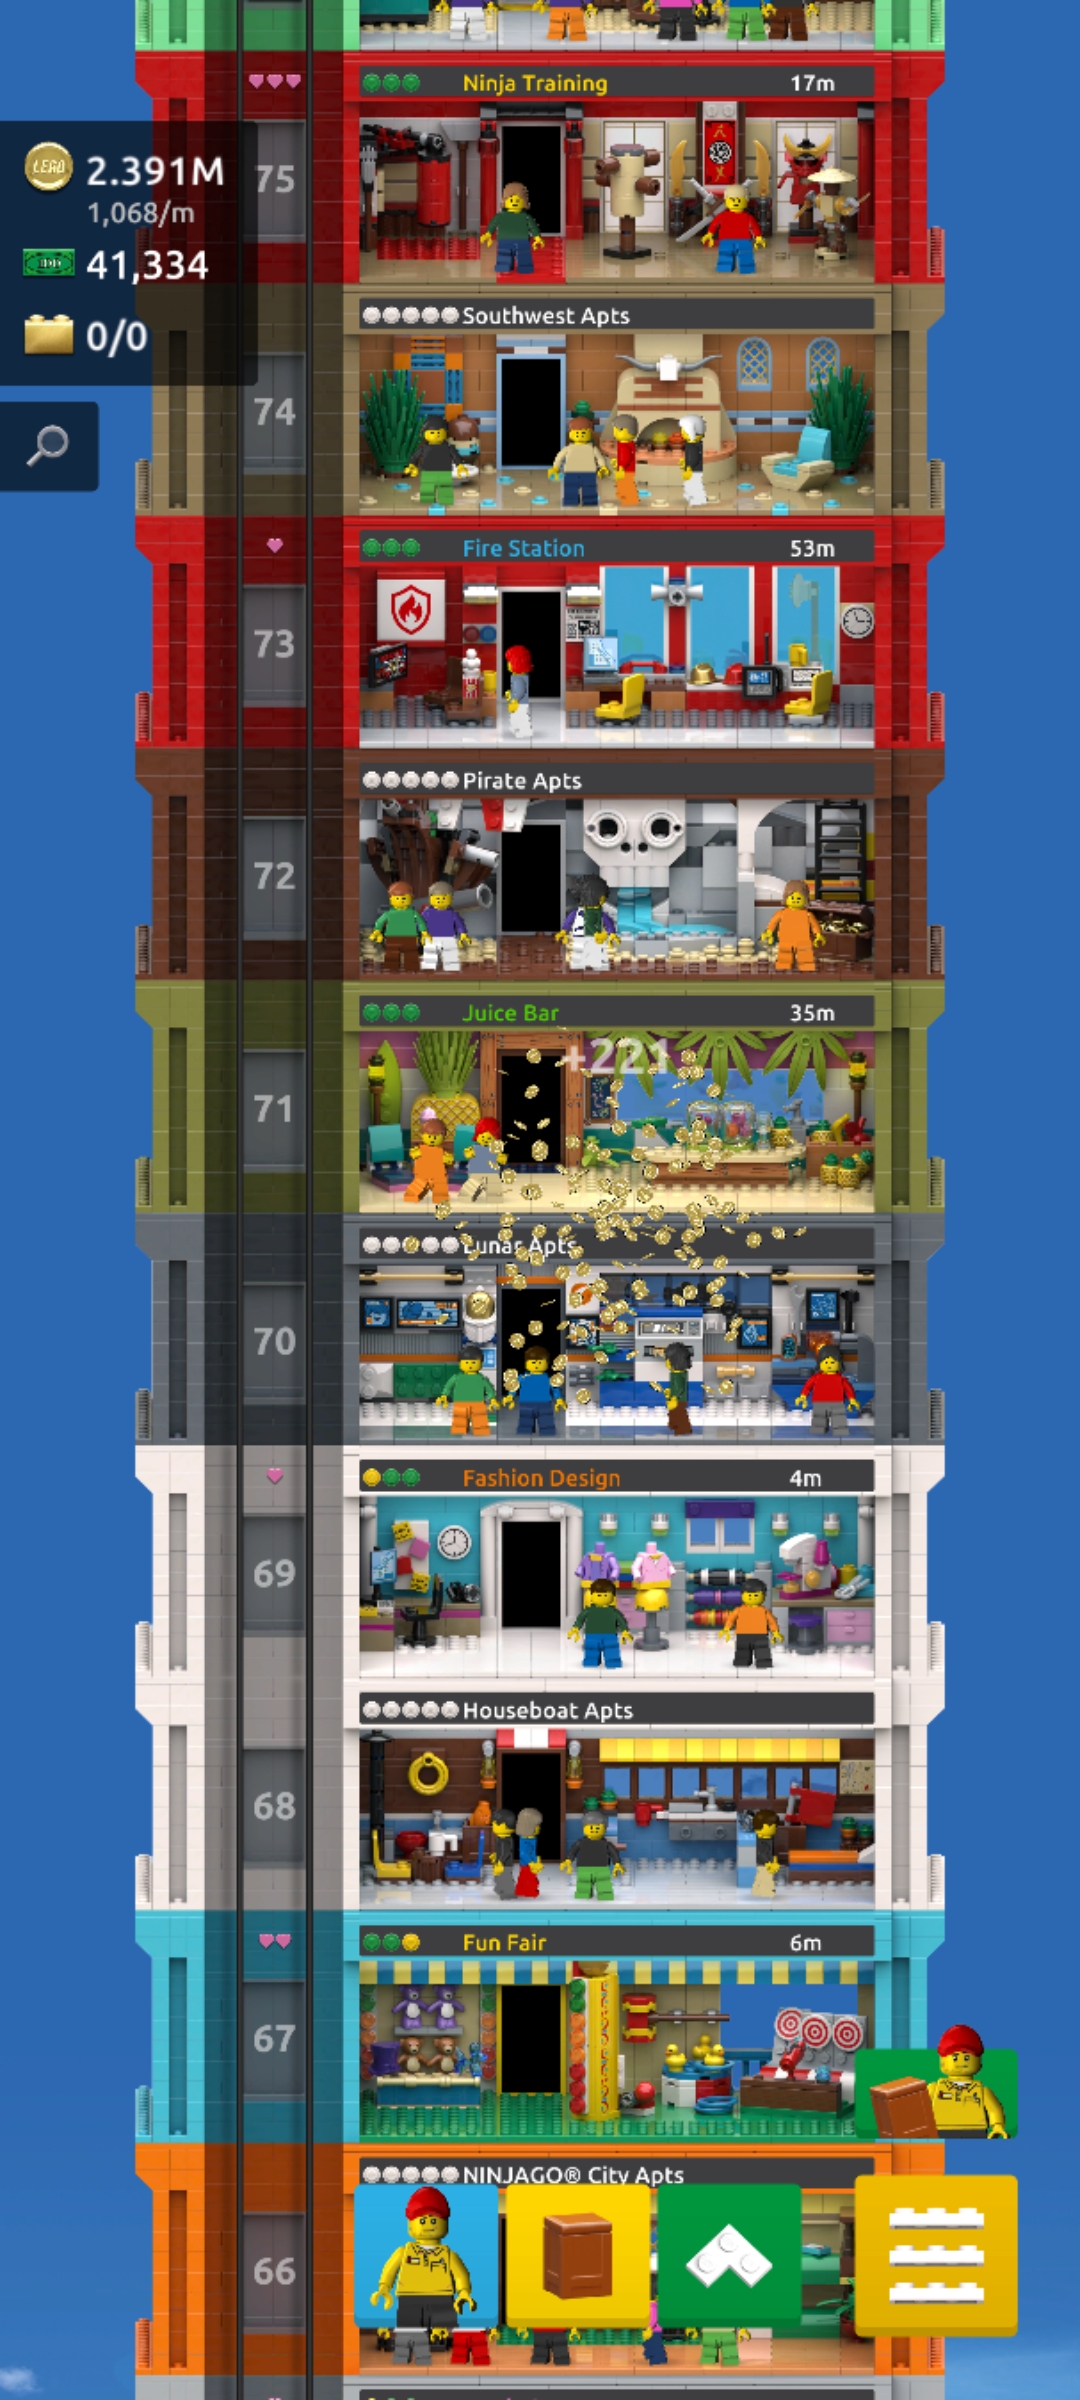 Ninja Training 17m
LEGO 2.391M
75
1,068/m
41,334
Southwest Apts
0/0
74
Fire Station 53m
73
Pirate Apts
72
Juice Bar 35m
+221
71
Lunar Apts
70
Fashion Design 4m
69
Houseboat Apts
68
Fun Fair 6m
67
NINJAGO® City Apts
66